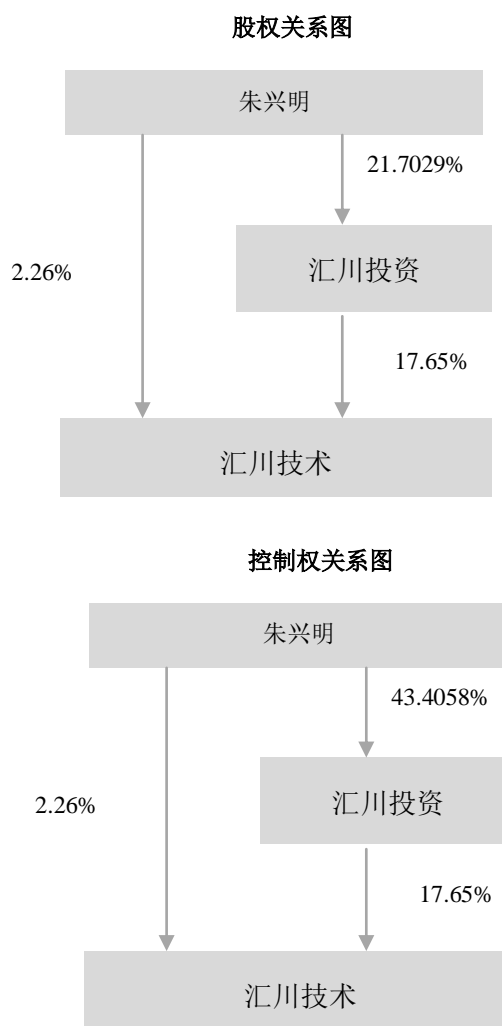 股权关系图
朱兴明
21.7029%
2.26%
汇川投资
17.65%
汇川技术
控制权关系图
朱兴明
43.4058%
2.26%
汇川投资
17.65%
汇川技术